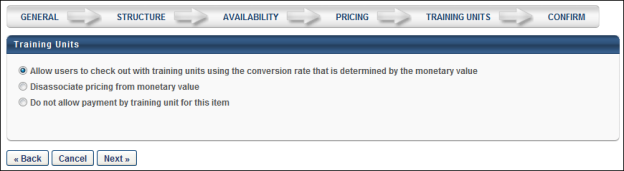 GENERAL STRUCTURE AVAILABILITY PRICING TRAINING UNITS CONFIRM
Training Units
Allow users to check out with training units using the conversion rate that is determined by the monetary value
Disassociate pricing from monetary value
Do not allow payment by training unit for this item
« Back Cancel Next »